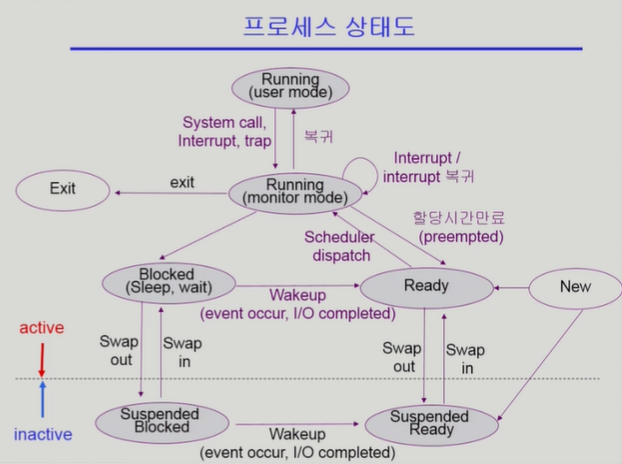 프로세스 상태도
Running
(user mode)
System call,
Interrupt, trap
복귀
Interrupt /
interrupt 복귀
Exit
exit
Running
(monitor mode)
할당시간만료
(preempted)
Scheduler
dispatch
Blocked
(Sleep, wait)
Ready
New
Wakeup
(event occur, I/O completed)
active
Swap
out
Swap
in
Swap
out
Swap
in
inactive
Suspended
Blocked
Suspended
Ready
Wakeup
(event occur, I/O completed)